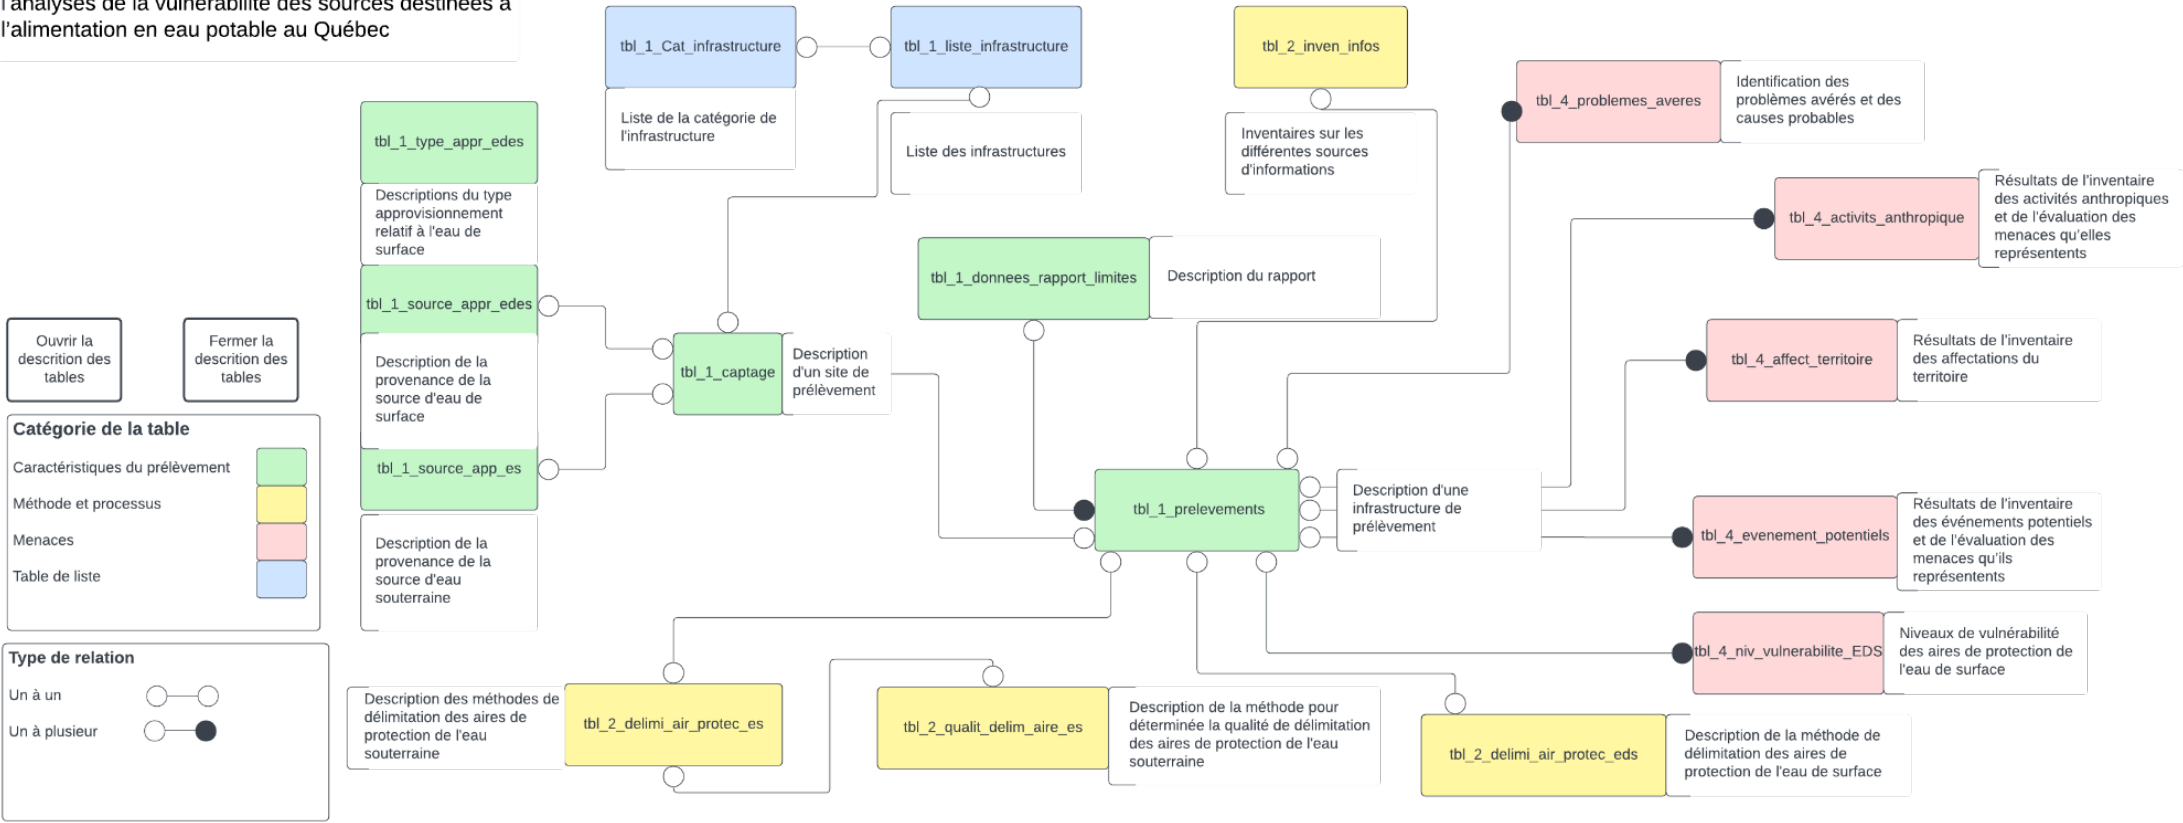 l'analyses de la vulnérabilité des sources destinées à
l'alimentation en eau potable au Québec
tbl_1_Cat_infrastructure
tbl_1_liste_infrastructure
tbl_2_inven_infos
tbl_4_problemes_averes
Identification des
problèmes avérés et des
causes probables
Liste de la catégorie de
l'infrastructure
Liste des infrastructures
Inventaires sur les
différentes sources
d'informations
tbl_1_type_appr_edes
Descriptions du type
approvisionnement
relatif à l'eau de
surface
tbl_4_activits_anthropique
Résultats de l'inventaire
des activités anthropiques
et de l'évaluation des
menaces qu'elles
représentents
tbl_1_donnees_rapport_limites
Description du rapport
tbl_1_source_appr_edes
Description de la
provenance de la
source d'eau de
surface
Ouvrir la
descrition des
tables
Fermer la
descrition des
tables
tbl_1_captage
Description
d'un site de
prélèvement
tbl_4_affect_territoire
Résultats de l'inventaire
des affectations du
territoire
Catégorie de la table
Caractéristiques du prélèvement
Méthode et processus
Menaces
Table de liste
tbl_1_source_app_es
Description de la
provenance de la
source d'eau
souterraine
tbl_1_prelevements
Description d'une
infrastructure de
prélèvement
tbl_4_evenement_potentiels
Résultats de l'inventaire
des événements potentiels
et de l'évaluation des
menaces qu'ils
représentents
tbl_4_niv_vulnerabilite_EDS
Niveaux de vulnérabilité
des aires de protection de
l'eau de surface
Type de relation
Un à un
Un à plusieur
Description des méthodes de
délimitation des aires de
protection de l'eau
souterraine
tbl_2_delimi_air_protec_es
tbl_2_qualit_delim_aire_es
Description de la méthode pour
déterminée la qualité de délimitation
des aires de protection de l'eau
souterraine
tbl_2_delimi_air_protec_eds
Description de la méthode de
délimitation des aires de
protection de l'eau de surface